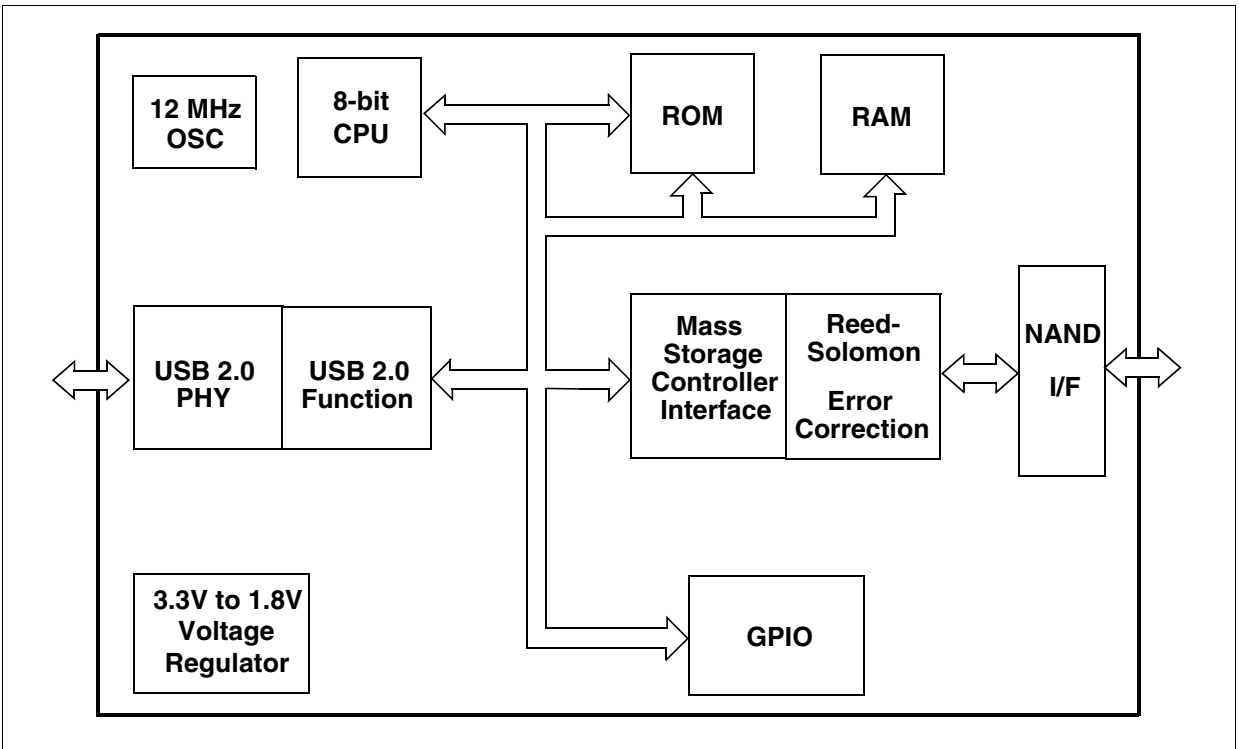 12 MHz
OSC
8-bit
CPU
ROM
RAM
USB 2.0
PHY
USB 2.0
Function
Mass
Storage
Controller
Interface
Reed-
Solomon
Error
Correction
NAND
I/F
3.3V to 1.8V
Voltage
Regulator
GPIO